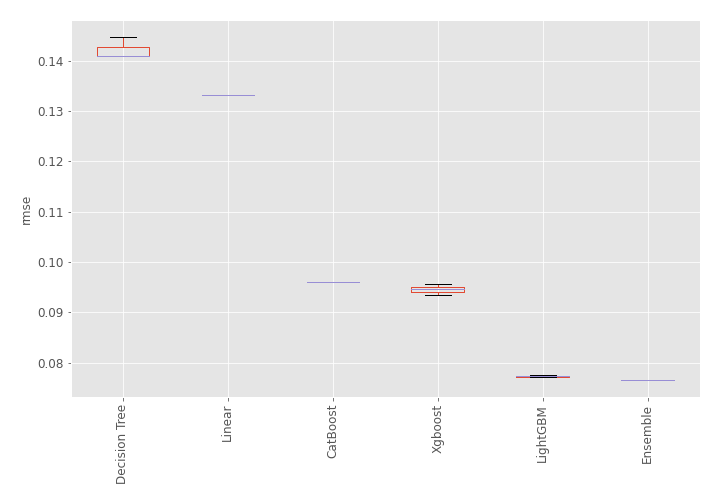 0.14
0.13
0.12
0.11
0.10
0.09
0.08
rmse
Decision Tree
Linear
CatBoost
Xgboost
LightGBM
Ensemble